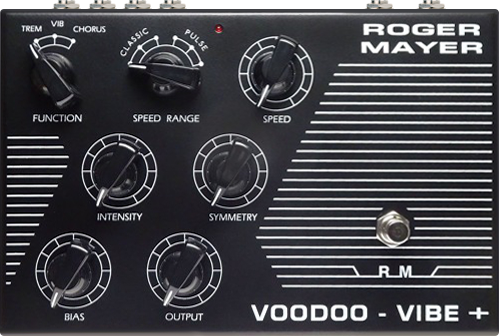 TREM VIB CHORUS
CLASSIC PULSE
ROGER
MAYER
FUNCTION
SPEED RANGE
SPEED
INTENSITY
SYMMETRY
R M
BIAS
OUTPUT
VOODOO - VIBE +